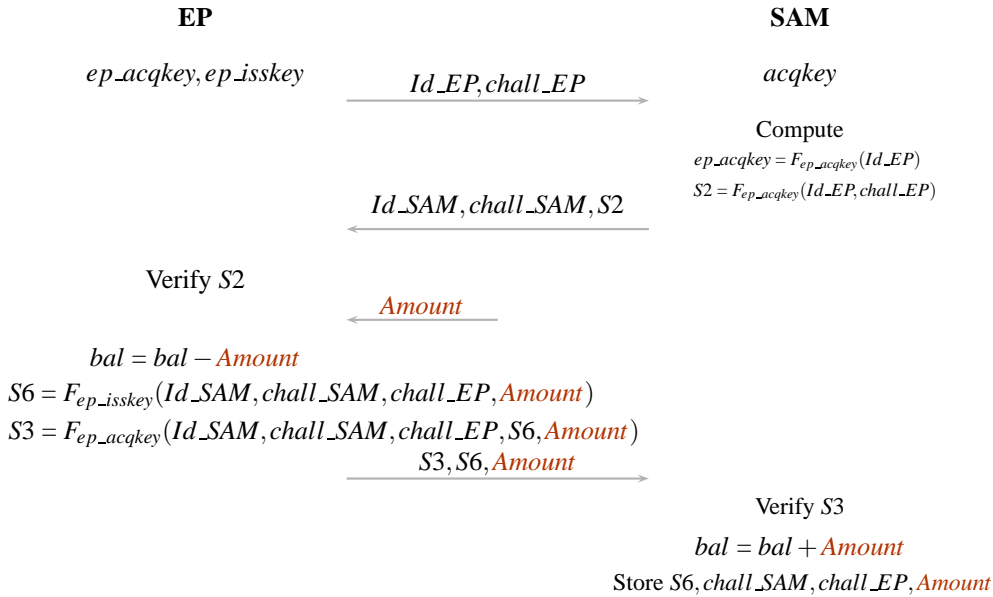 EP SAM
ep_acqkey, ep_isskey Id_EP, chall_EP acqkey
Compute
ep_acqkey = F_ep_acqkey(Id_EP)
S2 = F_ep_acqkey(Id_EP, chall_EP)
Id_SAM, chall_SAM, S2
Verify S2
Amount
bal = bal − Amount
S6 = F_ep_isskey(Id_SAM, chall_SAM, chall_EP, Amount)
S3 = F_ep_acqkey(Id_SAM, chall_SAM, chall_EP, S6, Amount)
S3, S6, Amount
Verify S3
bal = bal + Amount
Store S6, chall_SAM, chall_EP, Amount